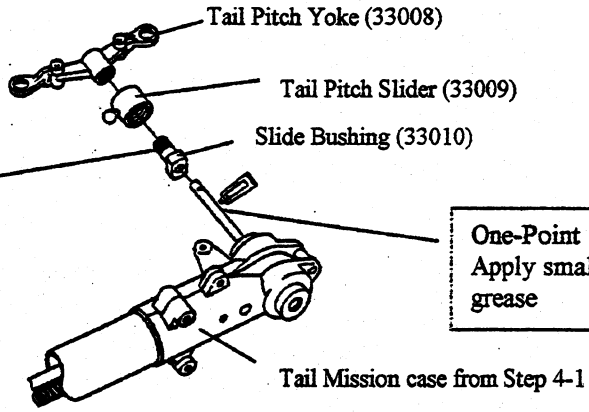 Tail Pitch Yoke (33008)
Tail Pitch Slider (33009)
Slide Bushing (33010)
One-Point
Apply smal
grease
Tail Mission case from Step 4-1